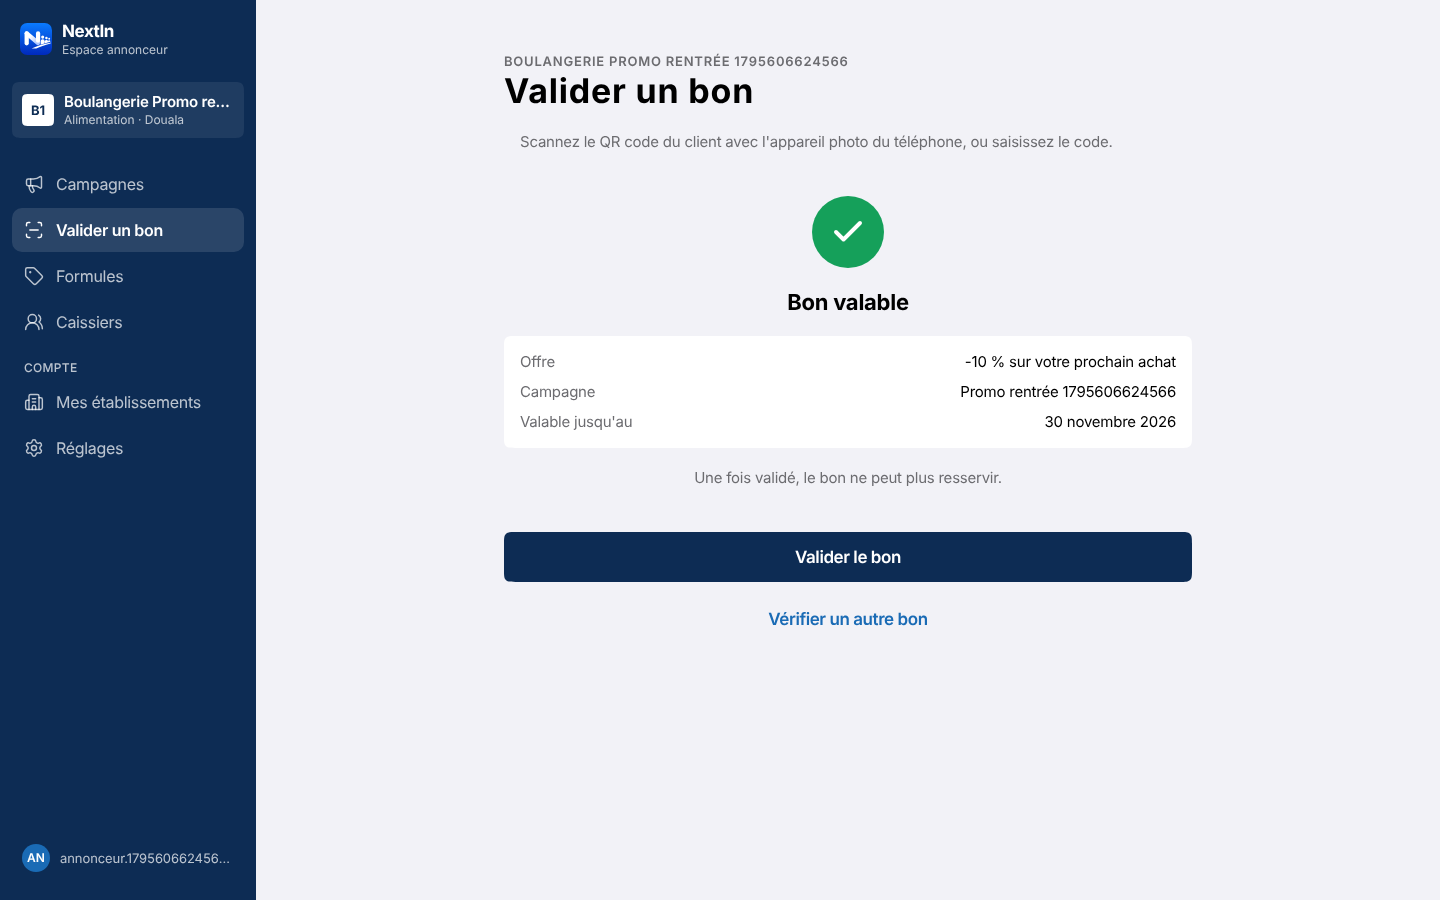 NextIn
Espace annonceur
B1
Boulangerie Promo re...
Alimentation · Douala
Campagnes
Valider un bon
Formules
Caissiers
COMPTE
Mes établissements
Réglages
AN
annonceur.179560662456...
BOULANGERIE PROMO RENTRÉE 1795606624566
Valider un bon
Scannez le QR code du client avec l'appareil photo du téléphone, ou saisissez le code.
Bon valable
Offre -10 % sur votre prochain achat
Campagne Promo rentrée 1795606624566
Valable jusqu'au 30 novembre 2026
Une fois validé, le bon ne peut plus resservir.
Valider le bon
Vérifier un autre bon